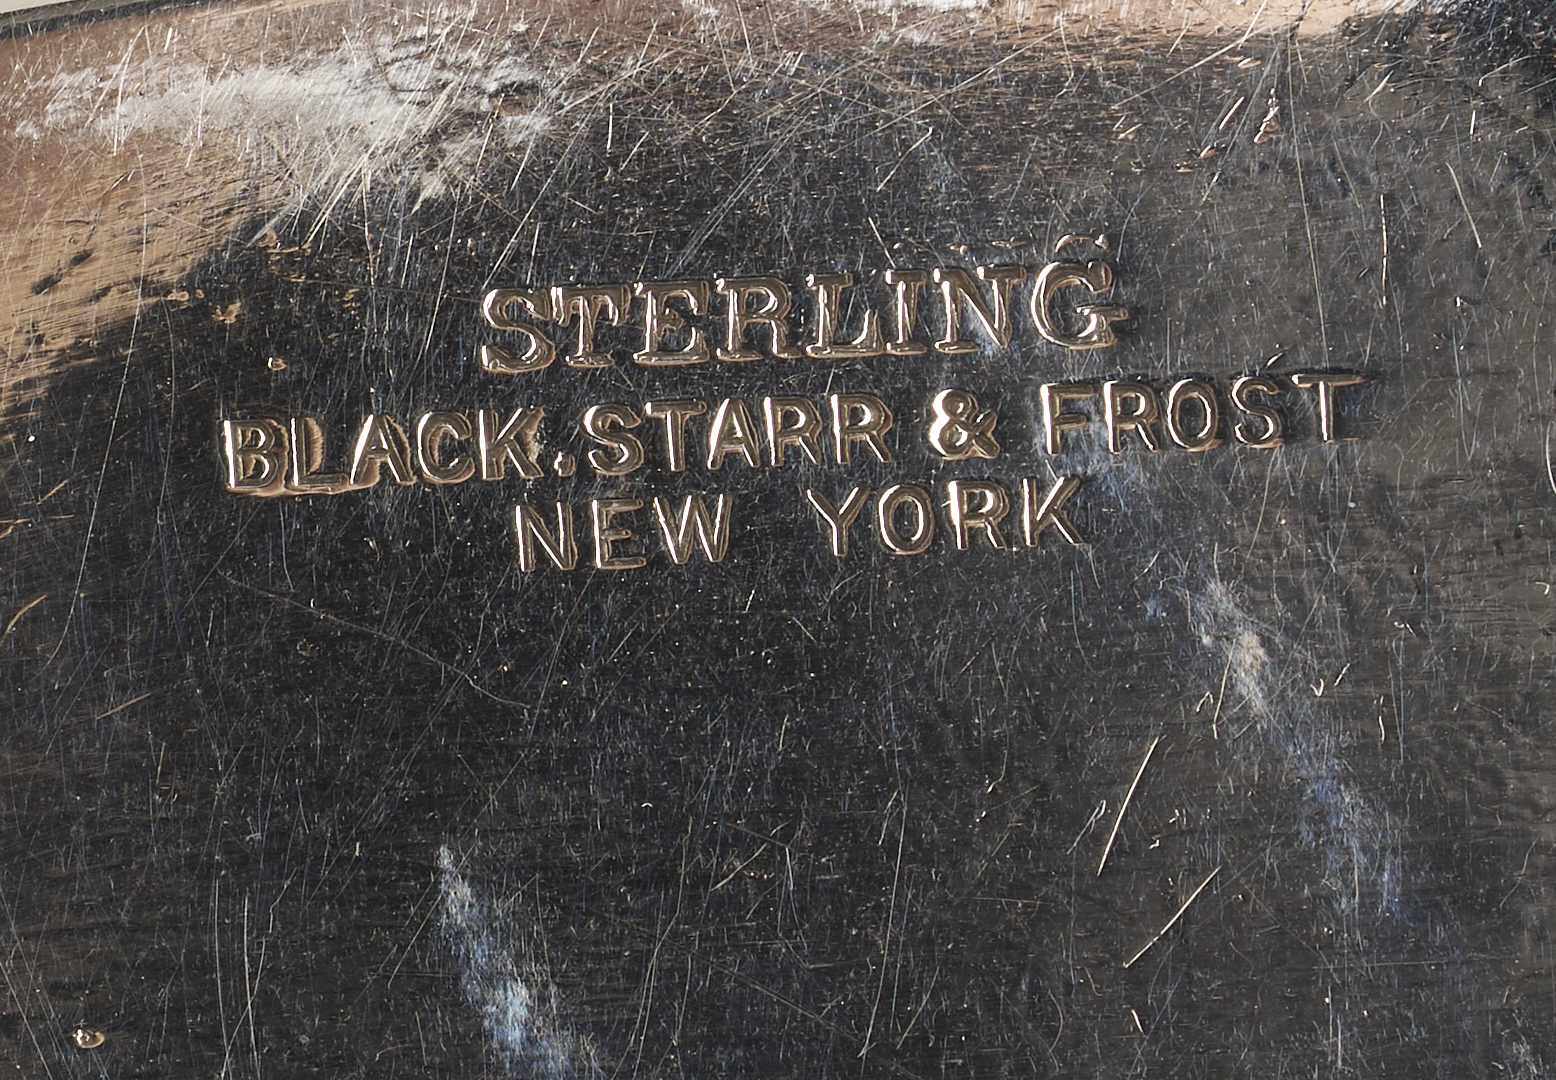 STERLING
BLACK.STARR & FROST
NEW YORK